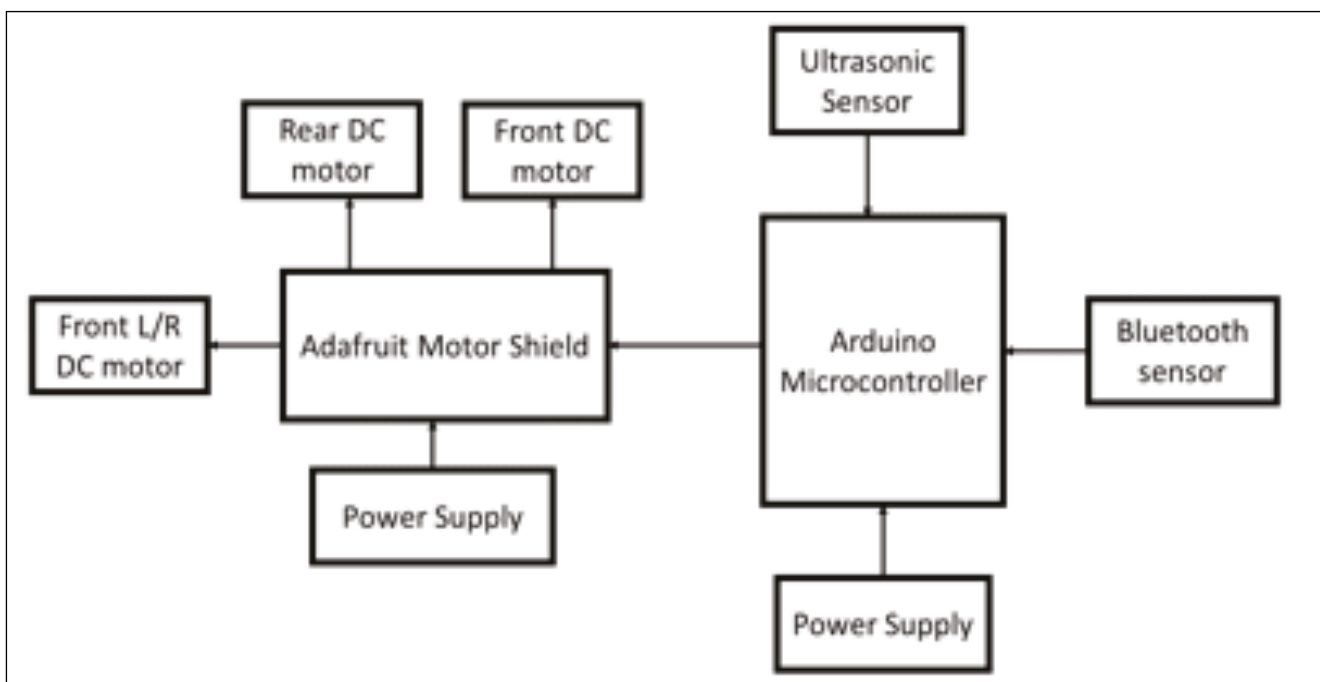 Ultrasonic
Sensor
Rear DC
motor
Front DC
motor
Front L/R
DC motor
Adafruit Motor Shield
Arduino
Microcontroller
Bluetooth
sensor
Power Supply
Power Supply